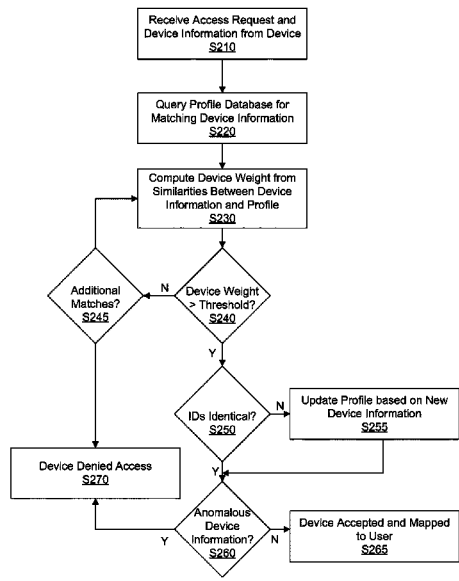 Receive Access Request and
Device Information from Device
S210
Query Profile Database for
Matching Device Information
S220
Compute Device Weight from
Similarities Between Device
Information and Profile
S230
Additional
Matches?
S245
N
Device Weight
> Threshold?
S240
Y
IDs Identical?
S250
N
Update Profile based on New
Device Information
S255
Y
Device Denied Access
S270
Y
Anomalous
Device
Information?
S260
N
Device Accepted and Mapped
to User
S265